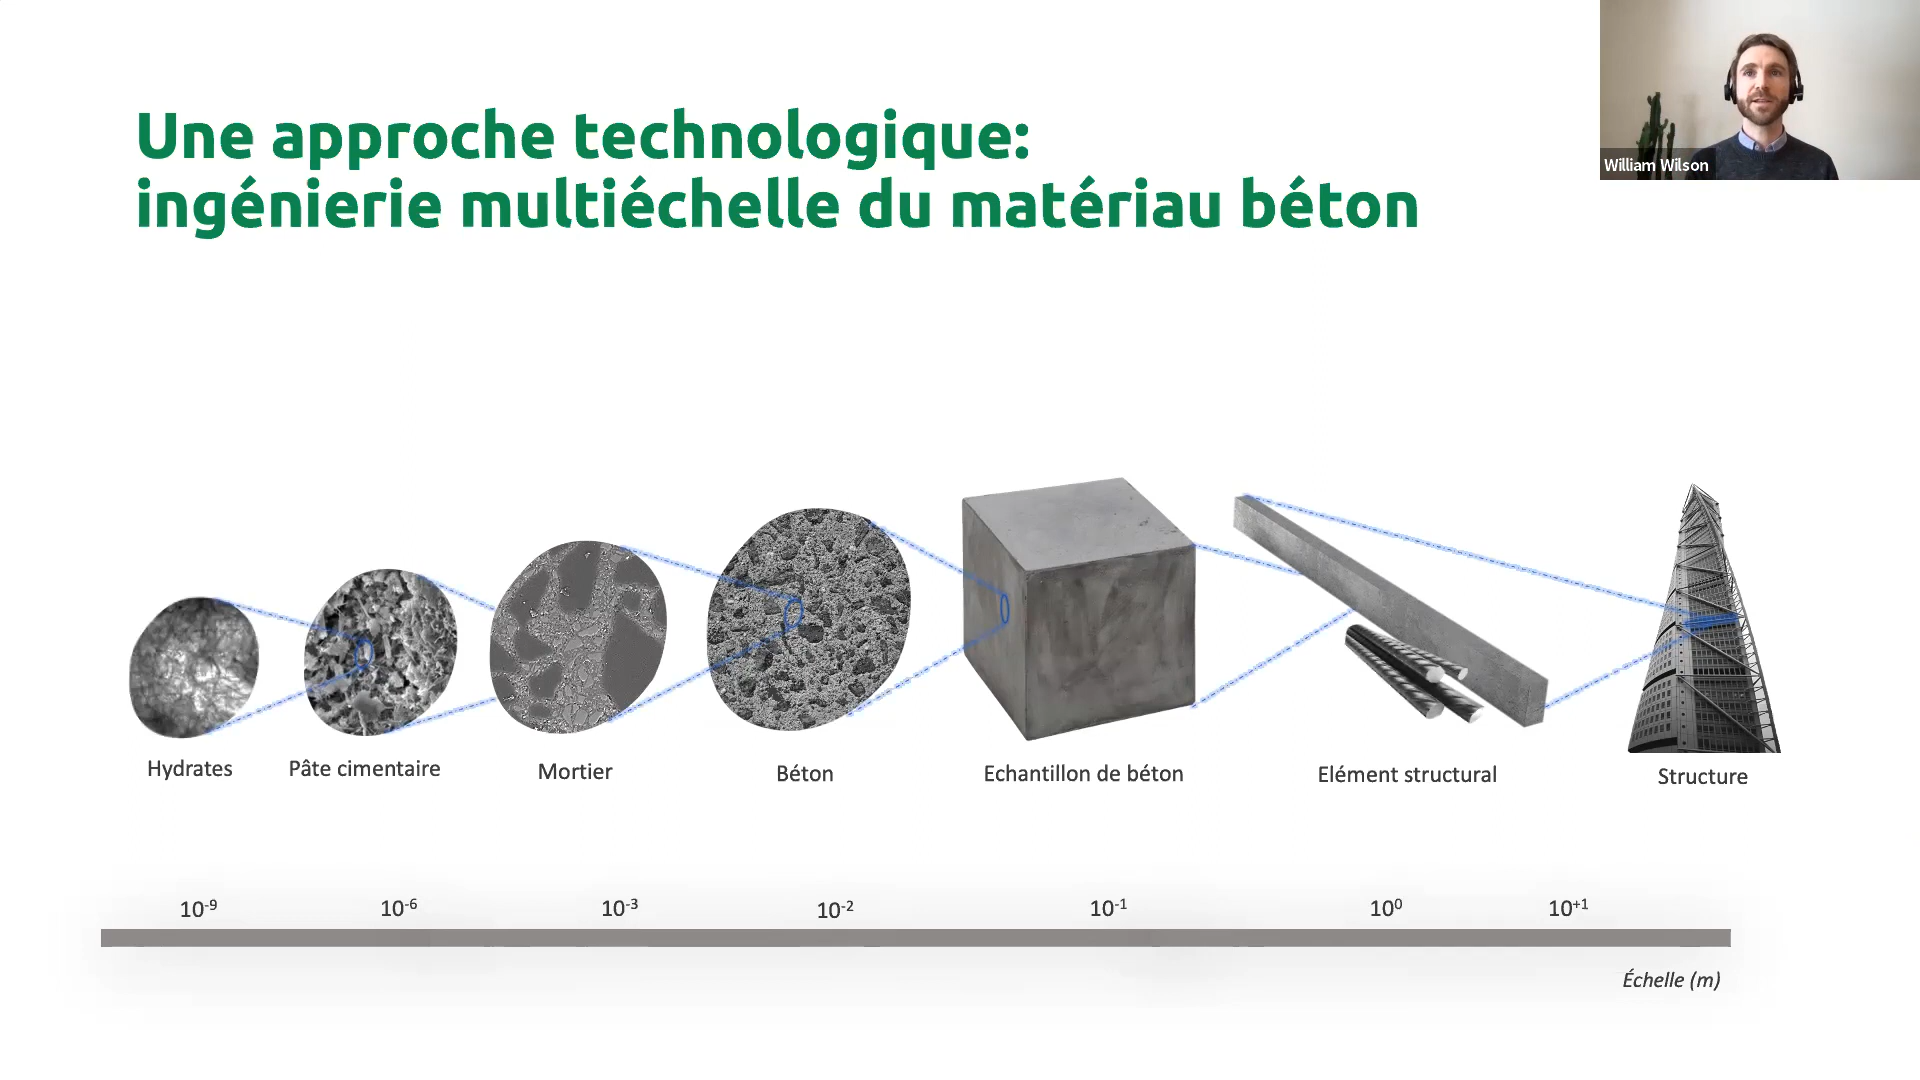 Une approche technologique:
ingénierie multiéchelle du matériau béton
William Wilson
Hydrates
Pâte cimentaire
Mortier
Béton
Echantillon de béton
Elément structural
Structure
10⁻⁹
10⁻⁶
10⁻³
10⁻²
10⁻¹
10⁰
10⁺¹
Échelle (m)